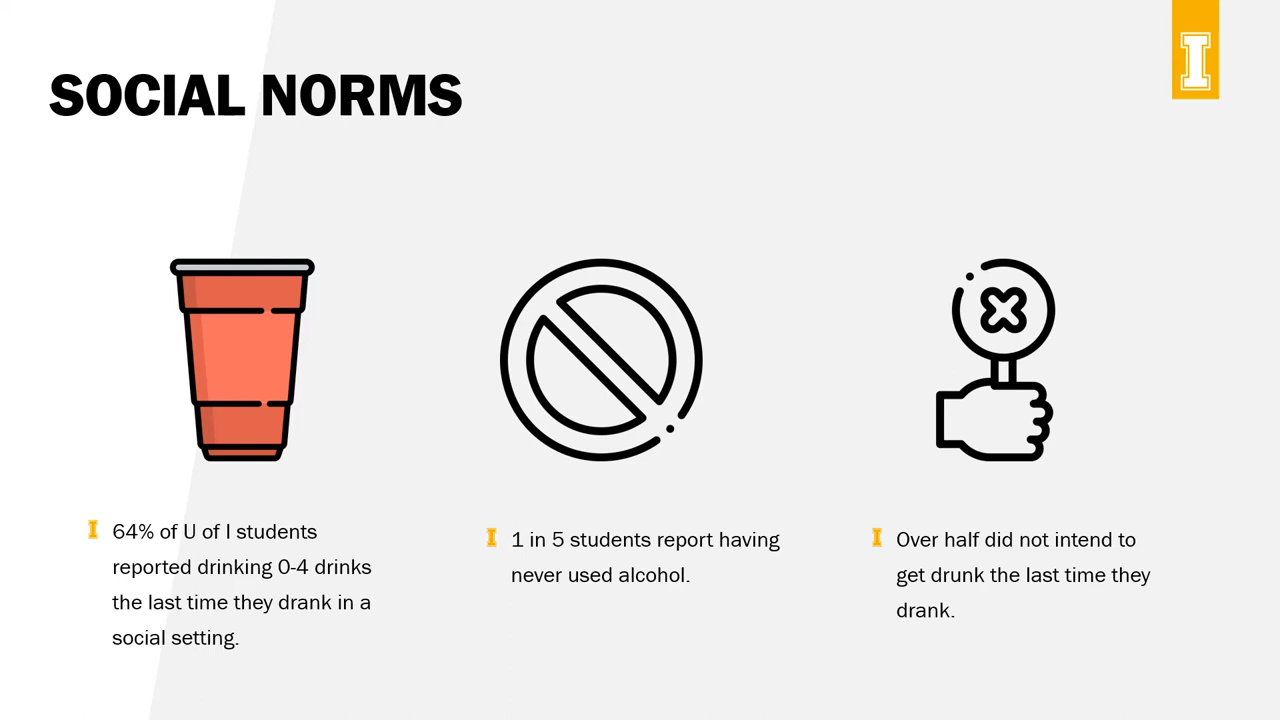 I
SOCIAL NORMS
64% of U of I students
reported drinking 0-4 drinks
the last time they drank in a
social setting.
1 in 5 students report having
never used alcohol.
Over half did not intend to
get drunk the last time they
drank.